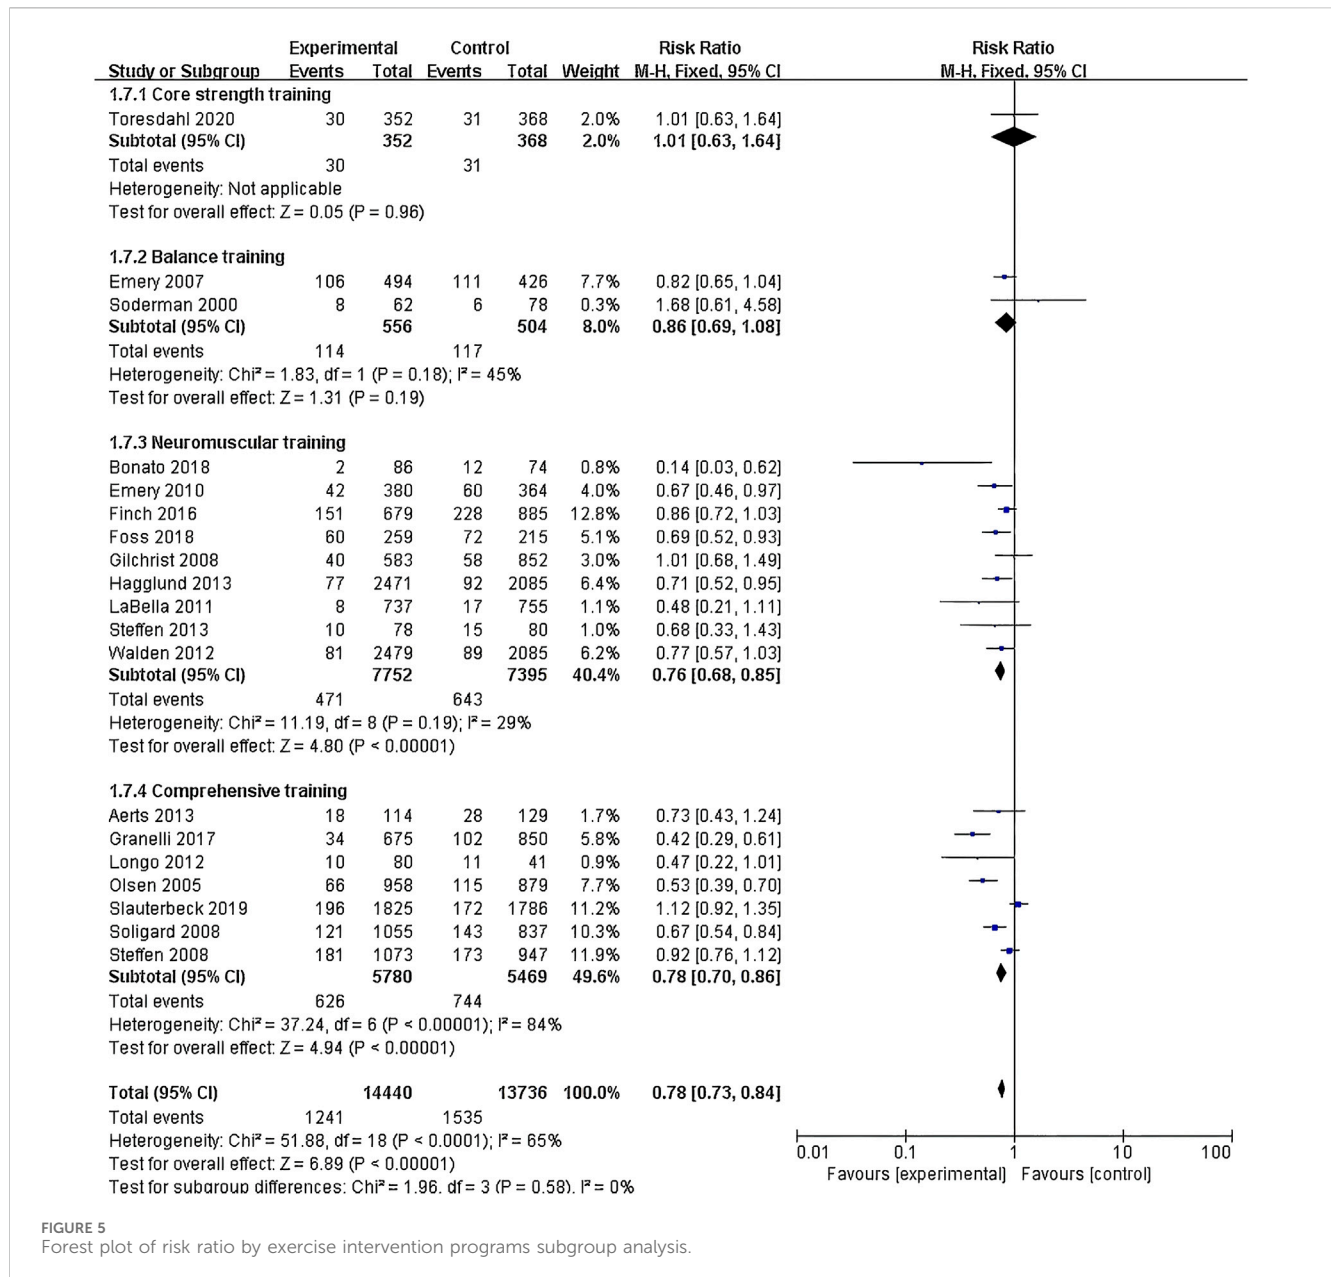 Experimental Control Risk Ratio Risk Ratio
Study or Subgroup Events Total Events Total Weight M-H, Fixed, 95% CI M-H, Fixed, 95% CI
1.7.1 Core strength training
Toresdahl 2020 30 352 31 368 2.0% 1.01 [0.63, 1.64]
Subtotal (95% CI) 352 368 2.0% 1.01 [0.63, 1.64]
Total events 30 31
Heterogeneity: Not applicable
Test for overall effect: Z = 0.05 (P = 0.96)
1.7.2 Balance training
Emery 2007 106 494 111 426 7.7% 0.82 [0.65, 1.04]
Soderman 2000 8 62 6 78 0.3% 1.68 [0.61, 4.58]
Subtotal (95% CI) 556 504 8.0% 0.86 [0.69, 1.08]
Total events 114 117
Heterogeneity: Chi² = 1.83, df = 1 (P = 0.18); I² = 45%
Test for overall effect: Z = 1.31 (P = 0.19)
1.7.3 Neuromuscular training
Bonato 2018 2 86 12 74 0.8% 0.14 [0.03, 0.62]
Emery 2010 42 380 60 364 4.0% 0.67 [0.46, 0.97]
Finch 2016 151 679 228 885 12.8% 0.86 [0.72, 1.03]
Foss 2018 60 259 72 215 5.1% 0.69 [0.52, 0.93]
Gilchrist 2008 40 583 58 852 3.0% 1.01 [0.68, 1.49]
Hagglund 2013 77 2471 92 2085 6.4% 0.71 [0.52, 0.95]
LaBella 2011 8 737 17 755 1.1% 0.48 [0.21, 1.11]
Steffen 2013 10 78 15 80 1.0% 0.68 [0.33, 1.43]
Walden 2012 81 2479 89 2085 6.2% 0.77 [0.57, 1.03]
Subtotal (95% CI) 7752 7395 40.4% 0.76 [0.68, 0.85]
Total events 471 643
Heterogeneity: Chi² = 11.19, df = 8 (P = 0.19); I² = 29%
Test for overall effect: Z = 4.80 (P < 0.00001)
1.7.4 Comprehensive training
Aerts 2013 18 114 28 129 1.7% 0.73 [0.43, 1.24]
Granelli 2017 34 675 102 850 5.8% 0.42 [0.29, 0.61]
Longo 2012 10 80 11 41 0.9% 0.47 [0.22, 1.01]
Olsen 2005 66 958 115 879 7.7% 0.53 [0.39, 0.70]
Slauterbeck 2019 196 1825 172 1786 11.2% 1.12 [0.92, 1.35]
Soligard 2008 121 1055 143 837 10.3% 0.67 [0.54, 0.84]
Steffen 2008 181 1073 173 947 11.9% 0.92 [0.76, 1.12]
Subtotal (95% CI) 5780 5469 49.6% 0.78 [0.70, 0.86]
Total events 626 744
Heterogeneity: Chi² = 37.24, df = 6 (P < 0.00001); I² = 84%
Test for overall effect: Z = 4.94 (P < 0.00001)
Total (95% CI) 14440 13736 100.0% 0.78 [0.73, 0.84]
Total events 1241 1535
Heterogeneity: Chi² = 51.88, df = 18 (P < 0.0001); I² = 65%
Test for overall effect: Z = 6.89 (P < 0.00001)
Test for subgroup differences: Chi² = 1.96, df = 3 (P = 0.58), I² = 0%
0.01 0.1 1 10 100
Favours [experimental] Favours [control]
FIGURE 5
Forest plot of risk ratio by exercise intervention programs subgroup analysis.